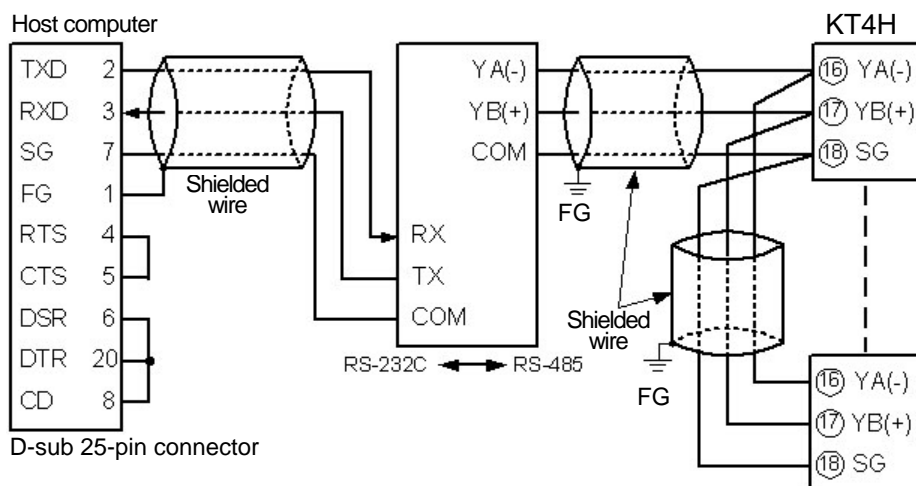 Host computer
TXD 2
RXD 3
SG 7
FG 1
RTS 4
CTS 5
DSR 6
DTR 20
CD 8
D-sub 25-pin connector
Shielded
wire
YA(-)
YB(+)
COM
RX
TX
COM
RS-232C RS-485
FG
Shielded
wire
FG
KT4H
16 YA(-)
17 YB(+)
18 SG
16 YA(-)
17 YB(+)
18 SG